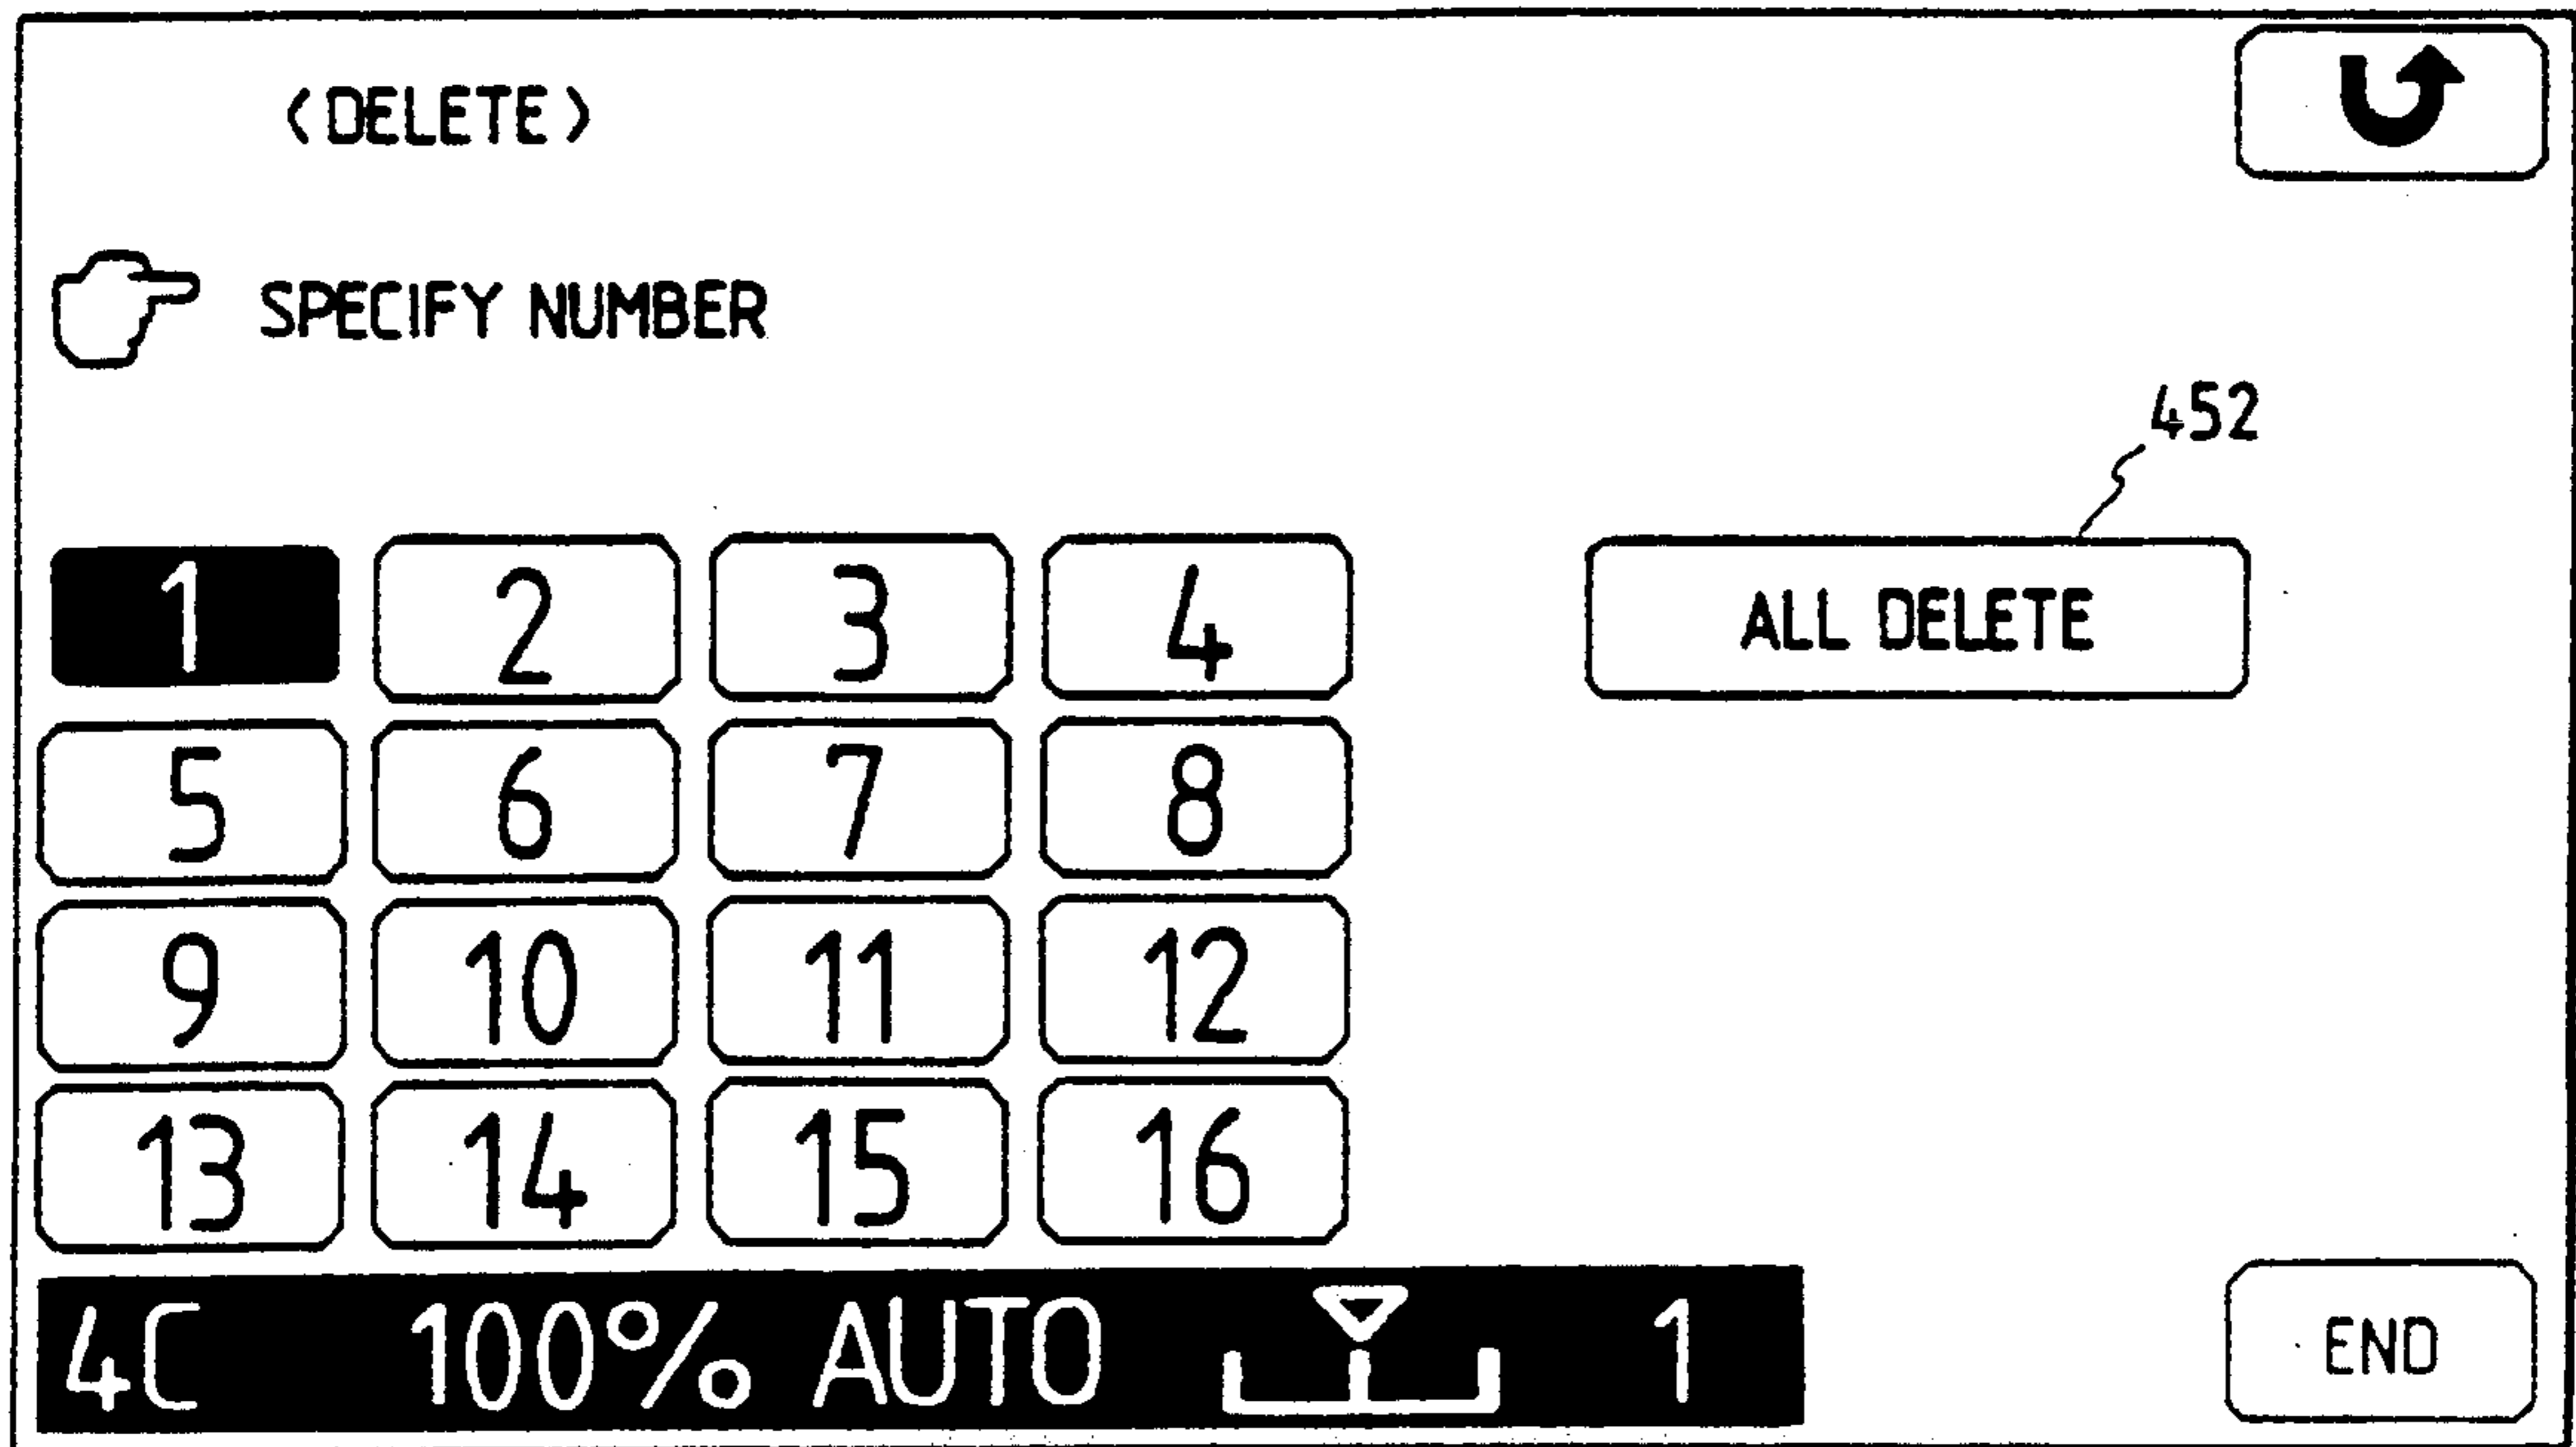 <DELETE>
SPECIFY NUMBER
452
1 2 3 4 ALL DELETE
5 6 7 8
9 10 11 12
13 14 15 16
4C 100% AUTO 1 END